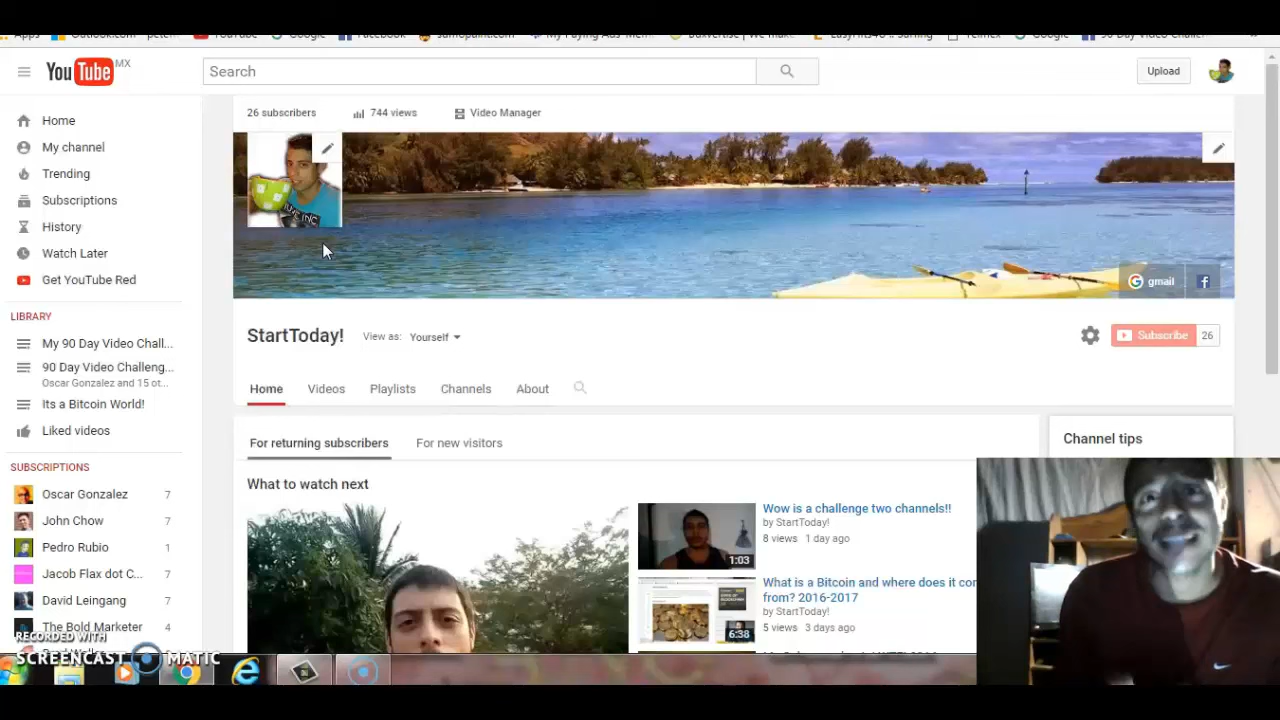 Apps
YouTube
Google
Facebook
YouTube MX
Search
Upload
26 subscribers 744 views Video Manager
Home
My channel
Trending
Subscriptions
History
Watch Later
Get YouTube Red
gmail
StartToday! View as: Yourself
Subscribe 26
LIBRARY
My 90 Day Video Chall...
90 Day Video Challeng...
Oscar Gonzalez and 15 ot...
Its a Bitcoin World!
Liked videos
Home Videos Playlists Channels About
For returning subscribers For new visitors
Channel tips
What to watch next
SUBSCRIPTIONS
Oscar Gonzalez 7
John Chow 7
Pedro Rubio 1
Jacob Flax dot C... 7
David Leingang 7
The Bold Marketer 4
Wow is a challenge two channels!!
by StartToday!
8 views 1 day ago
1:03
What is a Bitcoin and where does it con
from? 2016-2017
by StartToday!
5 views 3 days ago
6:38
RECORDED WITH
SCREENCAST MATIC